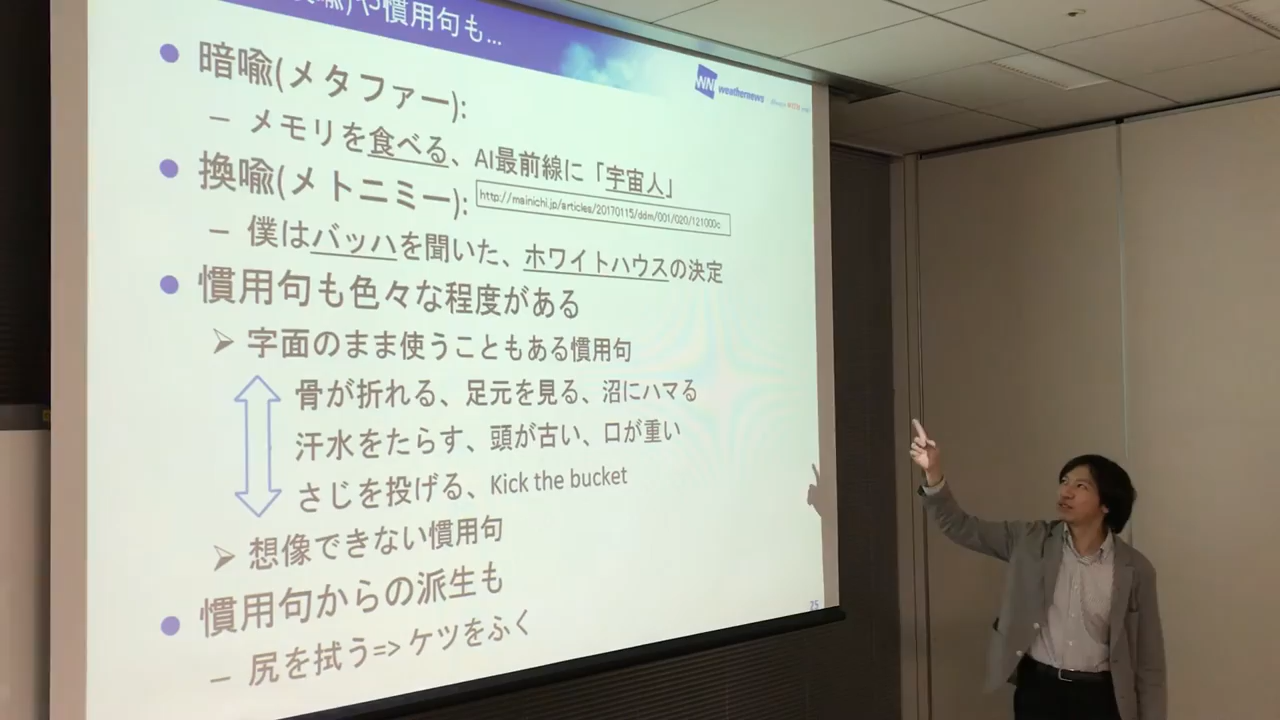 喩)や慣用句も...
WNI weathernews
● 暗喩(メタファー):
– メモリを食べる、AI最前線に「宇宙人」
● 換喩(メトニミー):
http://mainichi.jp/articles/20170115/ddm/001/020/121000c
– 僕はバッハを聞いた、ホワイトハウスの決定
● 慣用句も色々な程度がある
➢ 字面のまま使うこともある慣用句
骨が折れる、足元を見る、沼にハマる
汗水をたらす、頭が古い、口が重い
さじを投げる、Kick the bucket
➢ 想像できない慣用句
● 慣用句からの派生も
– 尻を拭う=> ケツをふく
25